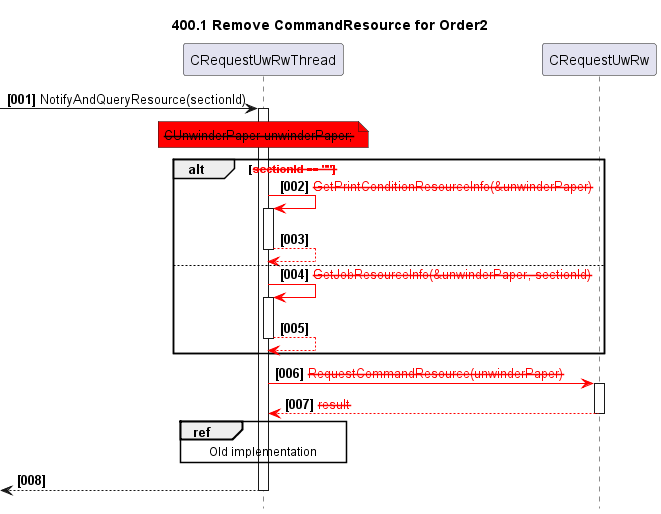 400.1 Remove CommandResource for Order2
CRequestUwRwThread
CRequestUwRw
[001] NotifyAndQueryResource(sectionId)
CUnwinderPaper unwinderPaper;
alt
[sectionId == ""]
[002] GetPrintConditionResourceInfo(&unwinderPaper)
[003]
[004] GetJobResourceInfo(&unwinderPaper, sectionId)
[005]
[006] RequestCommandResource(unwinderPaper)
[007] result
ref
Old implementation
[008]